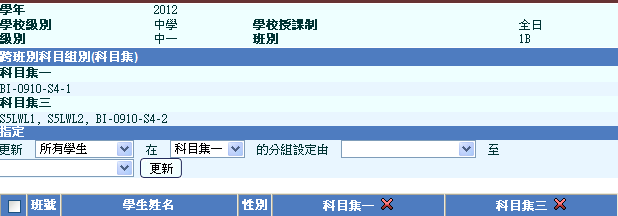 學年 2012
學校級別 中學 學校授課制 全日
級別 中一 班別 1B
跨班別科目組別(科目集)
科目集一
BI-0910-S4-1
科目集三
S5LWL1, S5LWL2, BI-0910-S4-2
指定
更新 所有學生 在 科目集一 的分組設定由 至
更新
班號 學生姓名 性別 科目集一 科目集三